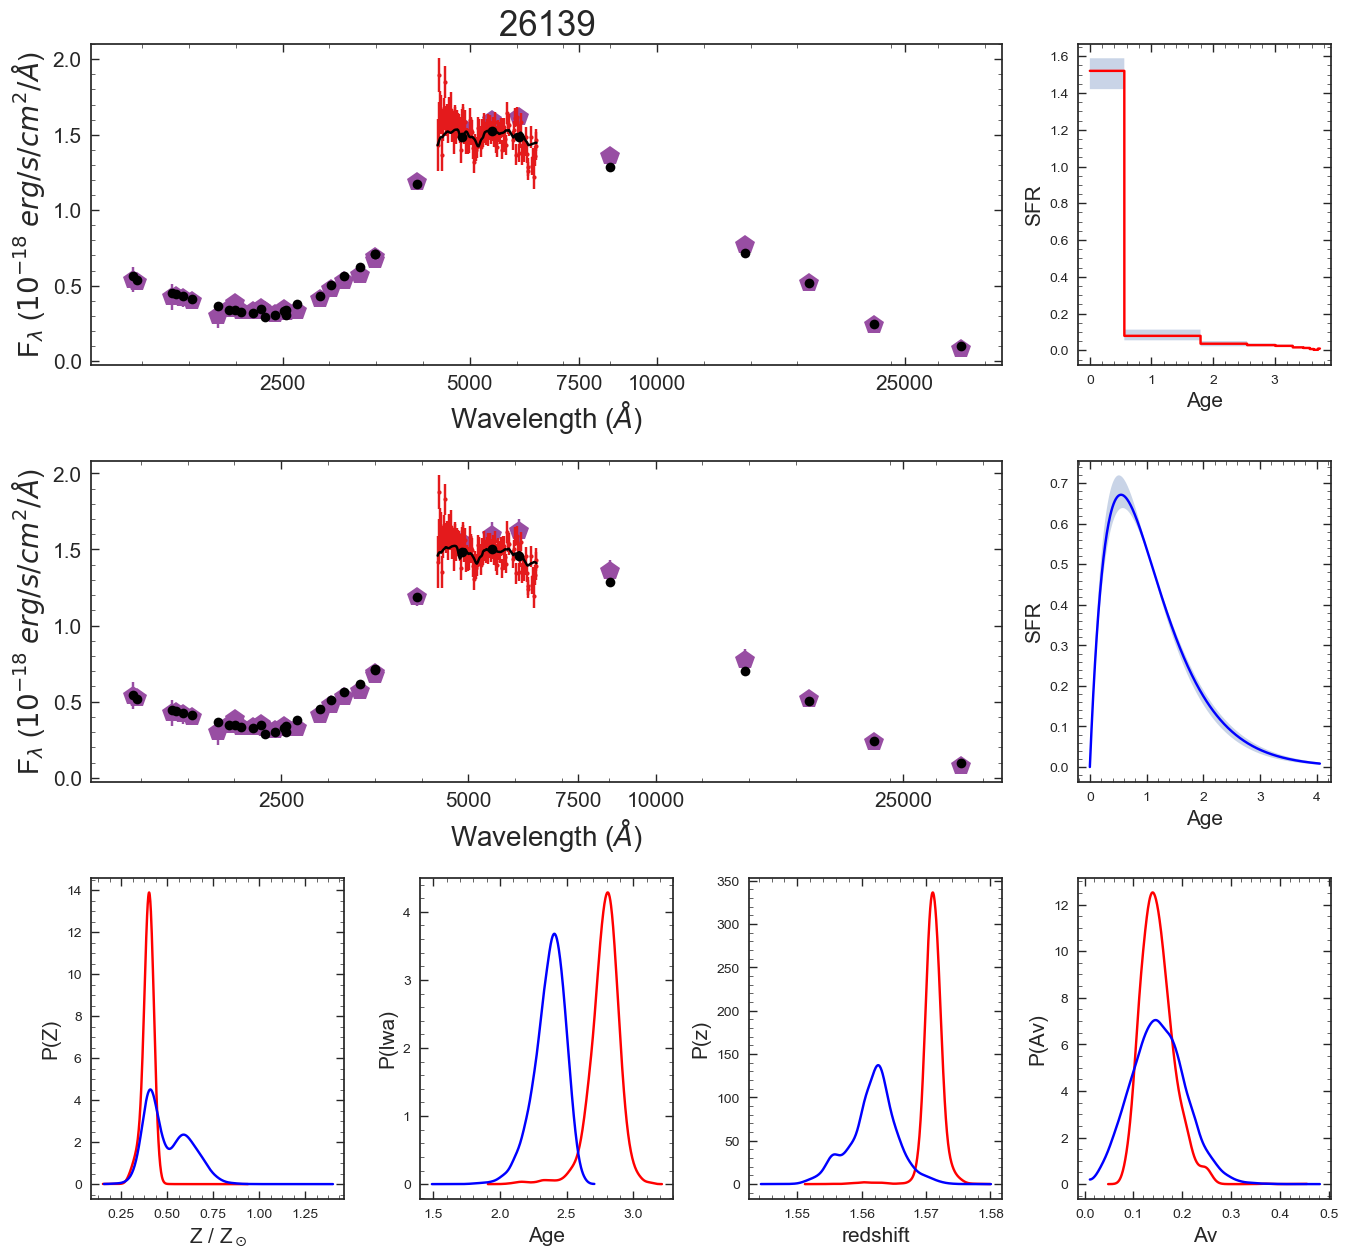 26139
F_λ (10^−18 erg/s/cm^2/Å)
0.0 0.5 1.0 1.5 2.0
2500 5000 7500 10000 25000
Wavelength (Å)
SFR
0.0 0.2 0.4 0.6 0.8 1.0 1.2 1.4 1.6
0 1 2 3
Age
F_λ (10^−18 erg/s/cm^2/Å)
0.0 0.5 1.0 1.5 2.0
2500 5000 7500 10000 25000
Wavelength (Å)
SFR
0.0 0.1 0.2 0.3 0.4 0.5 0.6 0.7
0 1 2 3 4
Age
P(Z)
0 2 4 6 8 10 12 14
0.25 0.50 0.75 1.00 1.25
Z / Z_⊙
P(lwa)
0 1 2 3 4
1.5 2.0 2.5 3.0
Age
P(z)
0 50 100 150 200 250 300 350
1.55 1.56 1.57 1.58
redshift
P(Av)
0 2 4 6 8 10 12
0.0 0.1 0.2 0.3 0.4 0.5
Av